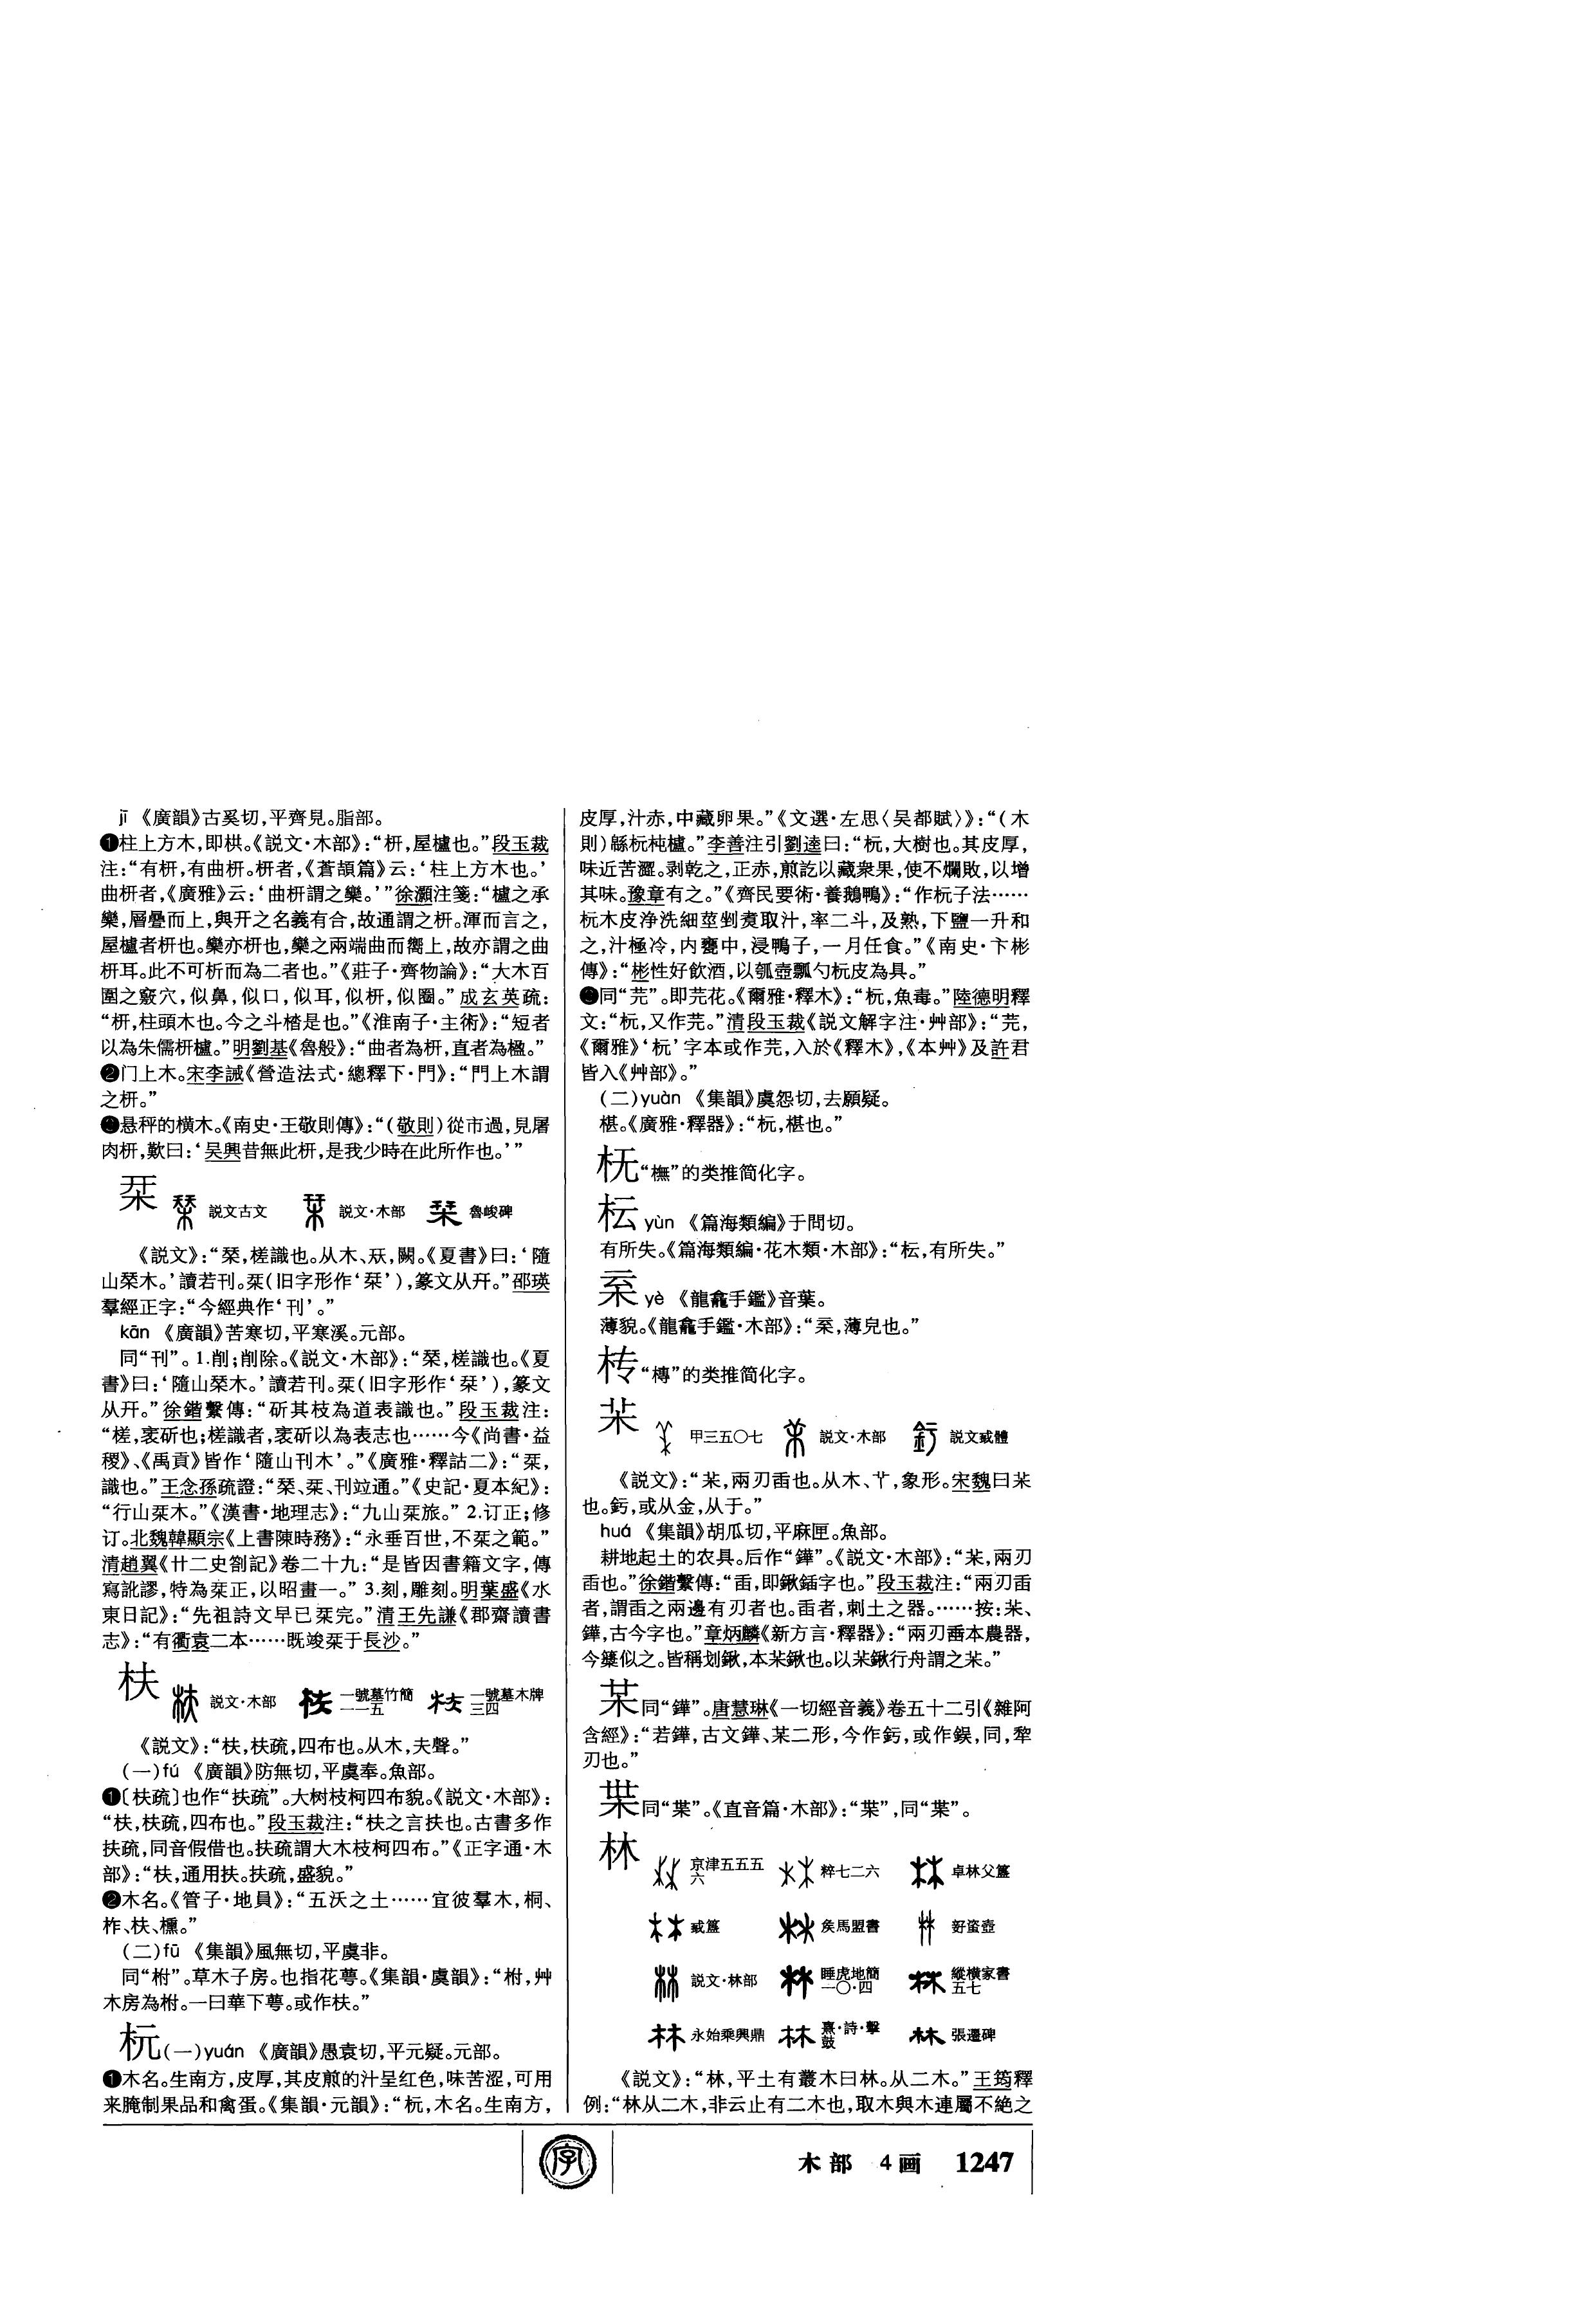 jī 《廣韻》古奚切,平齊見。脂部。
❶柱上方木,即栱。《説文·木部》:“枅,屋櫨也。”段玉裁
注:“有枅,有曲枅。枅者,《蒼頡篇》云:‘柱上方木也。’
曲枅者,《廣雅》云:‘曲枅謂之欒。’”徐灝注箋:“櫨之承
欒,層疊而上,與开之名義有合,故通謂之枅。渾而言之,
屋櫨者枅也。欒亦枅也,欒之兩端曲而嚮上,故亦謂之曲
枅耳。此不可析而為二者也。”《莊子·齊物論》:“大木百
圍之竅穴,似鼻,似口,似耳,似枅,似圈。”成玄英疏:
“枅,柱頭木也。今之斗楷是也。”《淮南子·主術》:“短者
以為朱儒枅櫨。”明劉基《魯般》:“曲者為枅,直者為楹。”
❷门上木。宋李誡《營造法式·總釋下·門》:“門上木謂
之枅。”
❸悬秤的横木。《南史·王敬則傳》:“(敬則)從市過,見屠
肉枅,歎曰:‘吴興昔無此枅,是我少時在此所作也。’”
栞 説文古文 説文·木部 魯峻碑
《説文》:“㮃,槎識也。从木、㢧,闕。《夏書》曰:‘隨
山㮃木。’讀若刊。栞(旧字形作‘栞’),篆文从幵。”邵瑛
羣經正字:“今經典作‘刊’。”
kān 《廣韻》苦寒切,平寒溪。元部。
同“刊”。1.削;削除。《説文·木部》:“㮃,槎識也。《夏
書》曰:‘隨山㮃木。’讀若刊。栞(旧字形作‘栞’),篆文
从幵。”徐鍇繫傳:“斫其枝為道表識也。”段玉裁注:
“槎,衺斫也;槎識者,衺斫以為表志也……今《尚書·益
稷》、《禹貢》皆作‘隨山刊木’。”《廣雅·釋詁二》:“栞,
識也。”王念孫疏證:“㮃、栞、刊竝通。”《史記·夏本紀》:
“行山栞木。”《漢書·地理志》:“九山栞旅。” 2.订正;修
订。北魏韓顯宗《上書陳時務》:“永垂百世,不栞之範。”
清趙翼《廿二史劄記》卷二十九:“是皆因書籍文字,傳
寫訛謬,特為栞正,以昭畫一。” 3.刻,雕刻。明葉盛《水
東日記》:“先祖詩文早已栞完。”清王先謙《郡齋讀書
志》:“有衢袁二本……既竣栞于長沙。”
枎 説文·木部 一號墓竹簡一一五 一號墓木牌三四
《説文》:“枎,枎疏,四布也。从木,夫聲。”
(一)fú 《廣韻》防無切,平虞奉。魚部。
❶〔枎疏〕也作“扶疏”。大树枝柯四布貌。《説文·木部》:
“枎,枎疏,四布也。”段玉裁注:“枎之言扶也。古書多作
扶疏,同音假借也。扶疏謂大木枝柯四布。”《正字通·木
部》:“枎,通用扶。扶疏,盛貌。”
❷木名。《管子·地員》:“五沃之土……宜彼羣木,桐、
柞、枎、櫄。”
(二)fū 《集韻》風無切,平虞非。
同“柎”。草木子房。也指花萼。《集韻·虞韻》:“柎,艸
木房為柎。一曰華下萼。或作枎。”
杬(一)yuán 《廣韻》愚袁切,平元疑。元部。
❶木名。生南方,皮厚,其皮煎的汁呈红色,味苦涩,可用
来腌制果品和禽蛋。《集韻·元韻》:“杬,木名。生南方,
皮厚,汁赤,中藏卵果。”《文選·左思〈吴都賦〉》:“(木
則)緜杬杶櫨。”李善注引劉逵曰:“杬,大樹也。其皮厚,
味近苦澀。剥乾之,正赤,煎訖以藏衆果,使不爛敗,以增
其味。豫章有之。”《齊民要術·養鵝鴨》:“作杬子法……
杬木皮浄洗細莖剉煑取汁,率二斗,及熟,下鹽一升和
之,汁極冷,内甕中,浸鴨子,一月任食。”《南史·卞彬
傳》:“彬性好飲酒,以瓠壺瓢勺杬皮為具。”
❷同“芫”。即芫花。《爾雅·釋木》:“杬,魚毒。”陸德明釋
文:“杬,又作芫。”清段玉裁《説文解字注·艸部》:“芫,
《爾雅》‘杬’字本或作芫,入於《釋木》,《本艸》及許君
皆入《艸部》。”
(二)yuàn 《集韻》虞怨切,去願疑。
椹。《廣雅·釋器》:“杬,椹也。”
㭁“橅”的类推简化字。
枟 yùn 《篇海類編》于問切。
有所失。《篇海類編·花木類·木部》:“枟,有所失。”
yè 《龍龕手鑑》音葉。
薄貌。《龍龕手鑑·木部》:“,薄皃也。”
“槫”的类推简化字。
㭉 甲三五〇七 説文·木部 説文或體
《説文》:“㭉,兩刃臿也。从木、𦫳,象形。宋魏曰㭉
也。釫,或从金,从于。”
huá 《集韻》胡瓜切,平麻匣。魚部。
耕地起土的农具。后作“鏵”。《説文·木部》:“㭉,兩刃
臿也。”徐鍇繫傳:“臿,即鍬鍤字也。”段玉裁注:“兩刃臿
者,謂臿之兩邊有刃者也。臿者,刺土之器。……按:㭉、
鏵,古今字也。”章炳麟《新方言·釋器》:“兩刃臿本農器,
今篥似之。皆稱划鍬,本㭉鍬也。以㭉鍬行舟謂之㭉。”
同“鏵”。唐慧琳《一切經音義》卷五十二引《雜阿
含經》:“若鏵,古文鏵、二形,今作釫,或作鋘,同,犂
刃也。”
同“葉”。《直音篇·木部》:“”,同“葉”。
林 京津五五五六 粹七二六 卓林父簋
㦰簋 矦馬盟書 𡚬䖿壺
説文·林部 睡虎地簡一〇·四 縱横家書五七
永始乘輿鼎 熹·詩·擊鼓 張遷碑
《説文》:“林,平土有叢木曰林。从二木。”王筠釋
例:“林从二木,非云止有二木也,取木與木連屬不絶之
字
木部 4画 1247